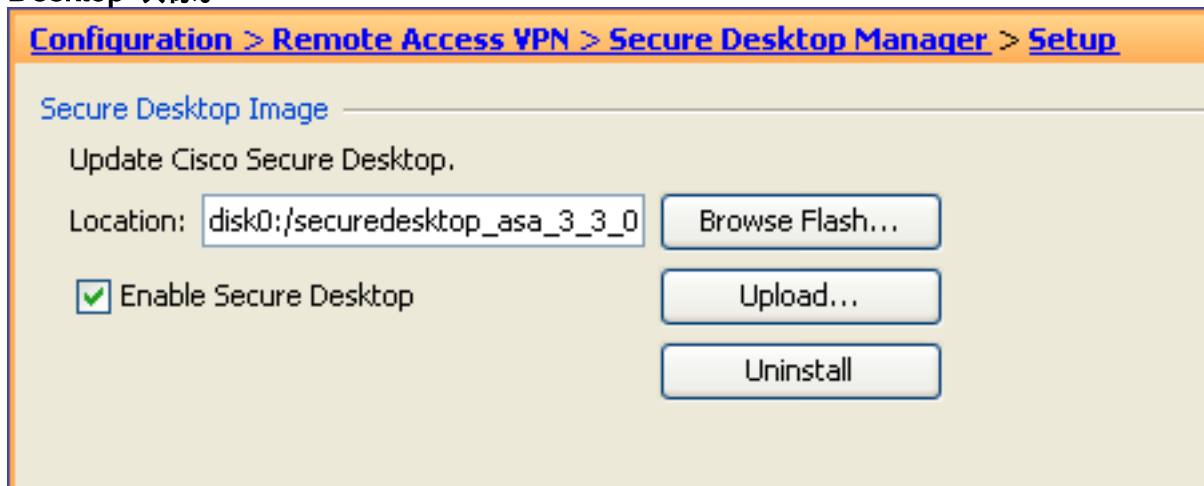 Desktop
Configuration > Remote Access VPN > Secure Desktop Manager > Setup
Secure Desktop Image
Update Cisco Secure Desktop.
Location: disk0:/securedesktop_asa_3_3_0 Browse Flash...
Enable Secure Desktop Upload...
Uninstall